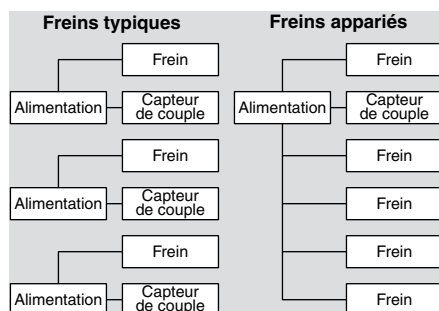 Freins typiques
Frein
Alimentation
Capteur
de couple
Frein
Alimentation
Capteur
de couple
Frein
Alimentation
Capteur
de couple
Freins appariés
Frein
Alimentation
Capteur
de couple
Frein
Frein
Frein
Frein